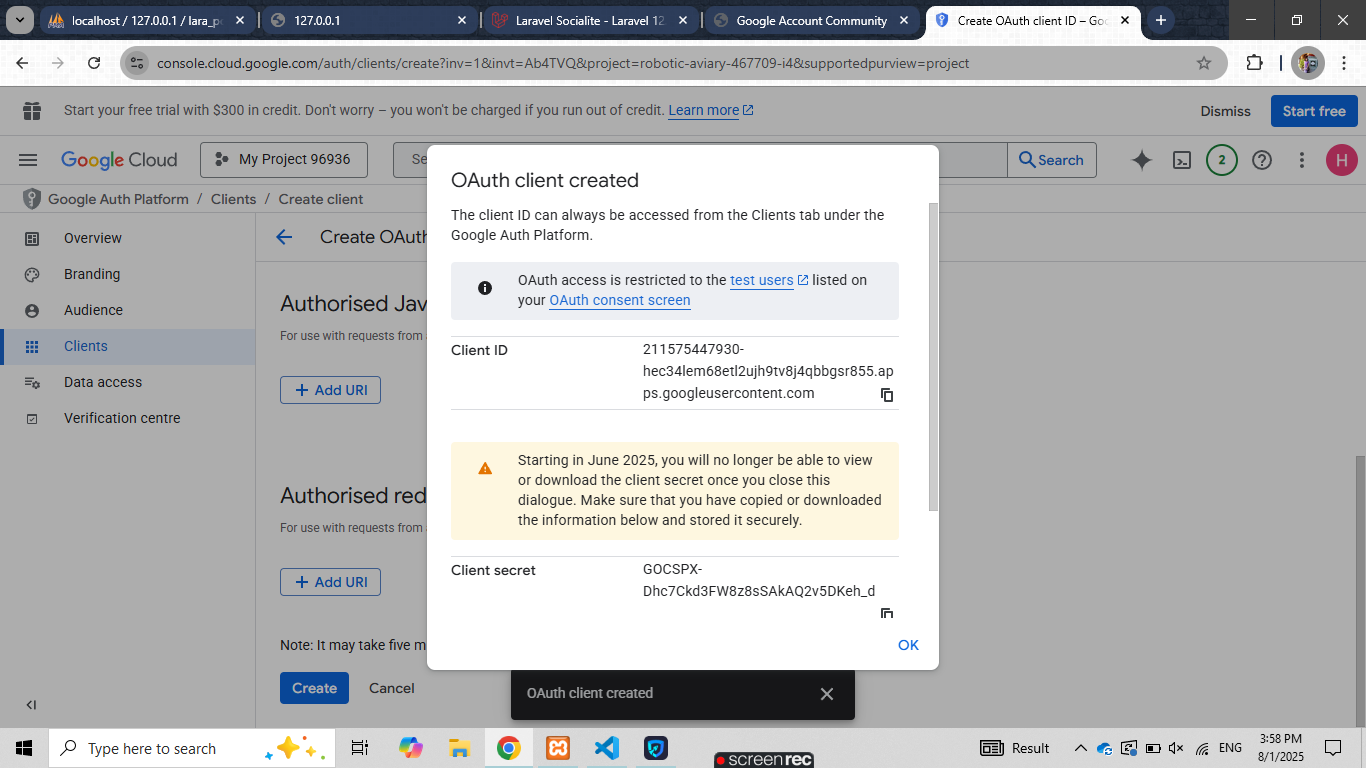 localhost / 127.0.0.1 / lara_p
127.0.0.1
Laravel Socialite - Laravel 12.
Google Account Community
Create OAuth client ID – Goo
console.cloud.google.com/auth/clients/create?inv=1&invt=Ab4TVQ&project=robotic-aviary-467709-i4&supportedpurview=project
Start your free trial with $300 in credit. Don't worry – you won't be charged if you run out of credit. Learn more
Dismiss
Start free
Google Cloud
My Project 96936
Se
Search
2
H
Google Auth Platform / Clients / Create client
Overview
Branding
Audience
Clients
Data access
Verification centre
Create OAuth
Authorised Jav
For use with requests from
+ Add URI
Authorised red
For use with requests from
+ Add URI
Note: It may take five m
Create
Cancel
OAuth client created
The client ID can always be accessed from the Clients tab under the
Google Auth Platform.
OAuth access is restricted to the test users listed on
your OAuth consent screen
Client ID
211575447930-
hec34lem68etl2ujh9tv8j4qbbgsr855.ap
ps.googleusercontent.com
Starting in June 2025, you will no longer be able to view
or download the client secret once you close this
dialogue. Make sure that you have copied or downloaded
the information below and stored it securely.
Client secret
GOCSPX-
Dhc7Ckd3FW8z8sSAkAQ2v5DKeh_d
OK
OAuth client created
Type here to search
Result
ENG
3:58 PM
8/1/2025
screenrec